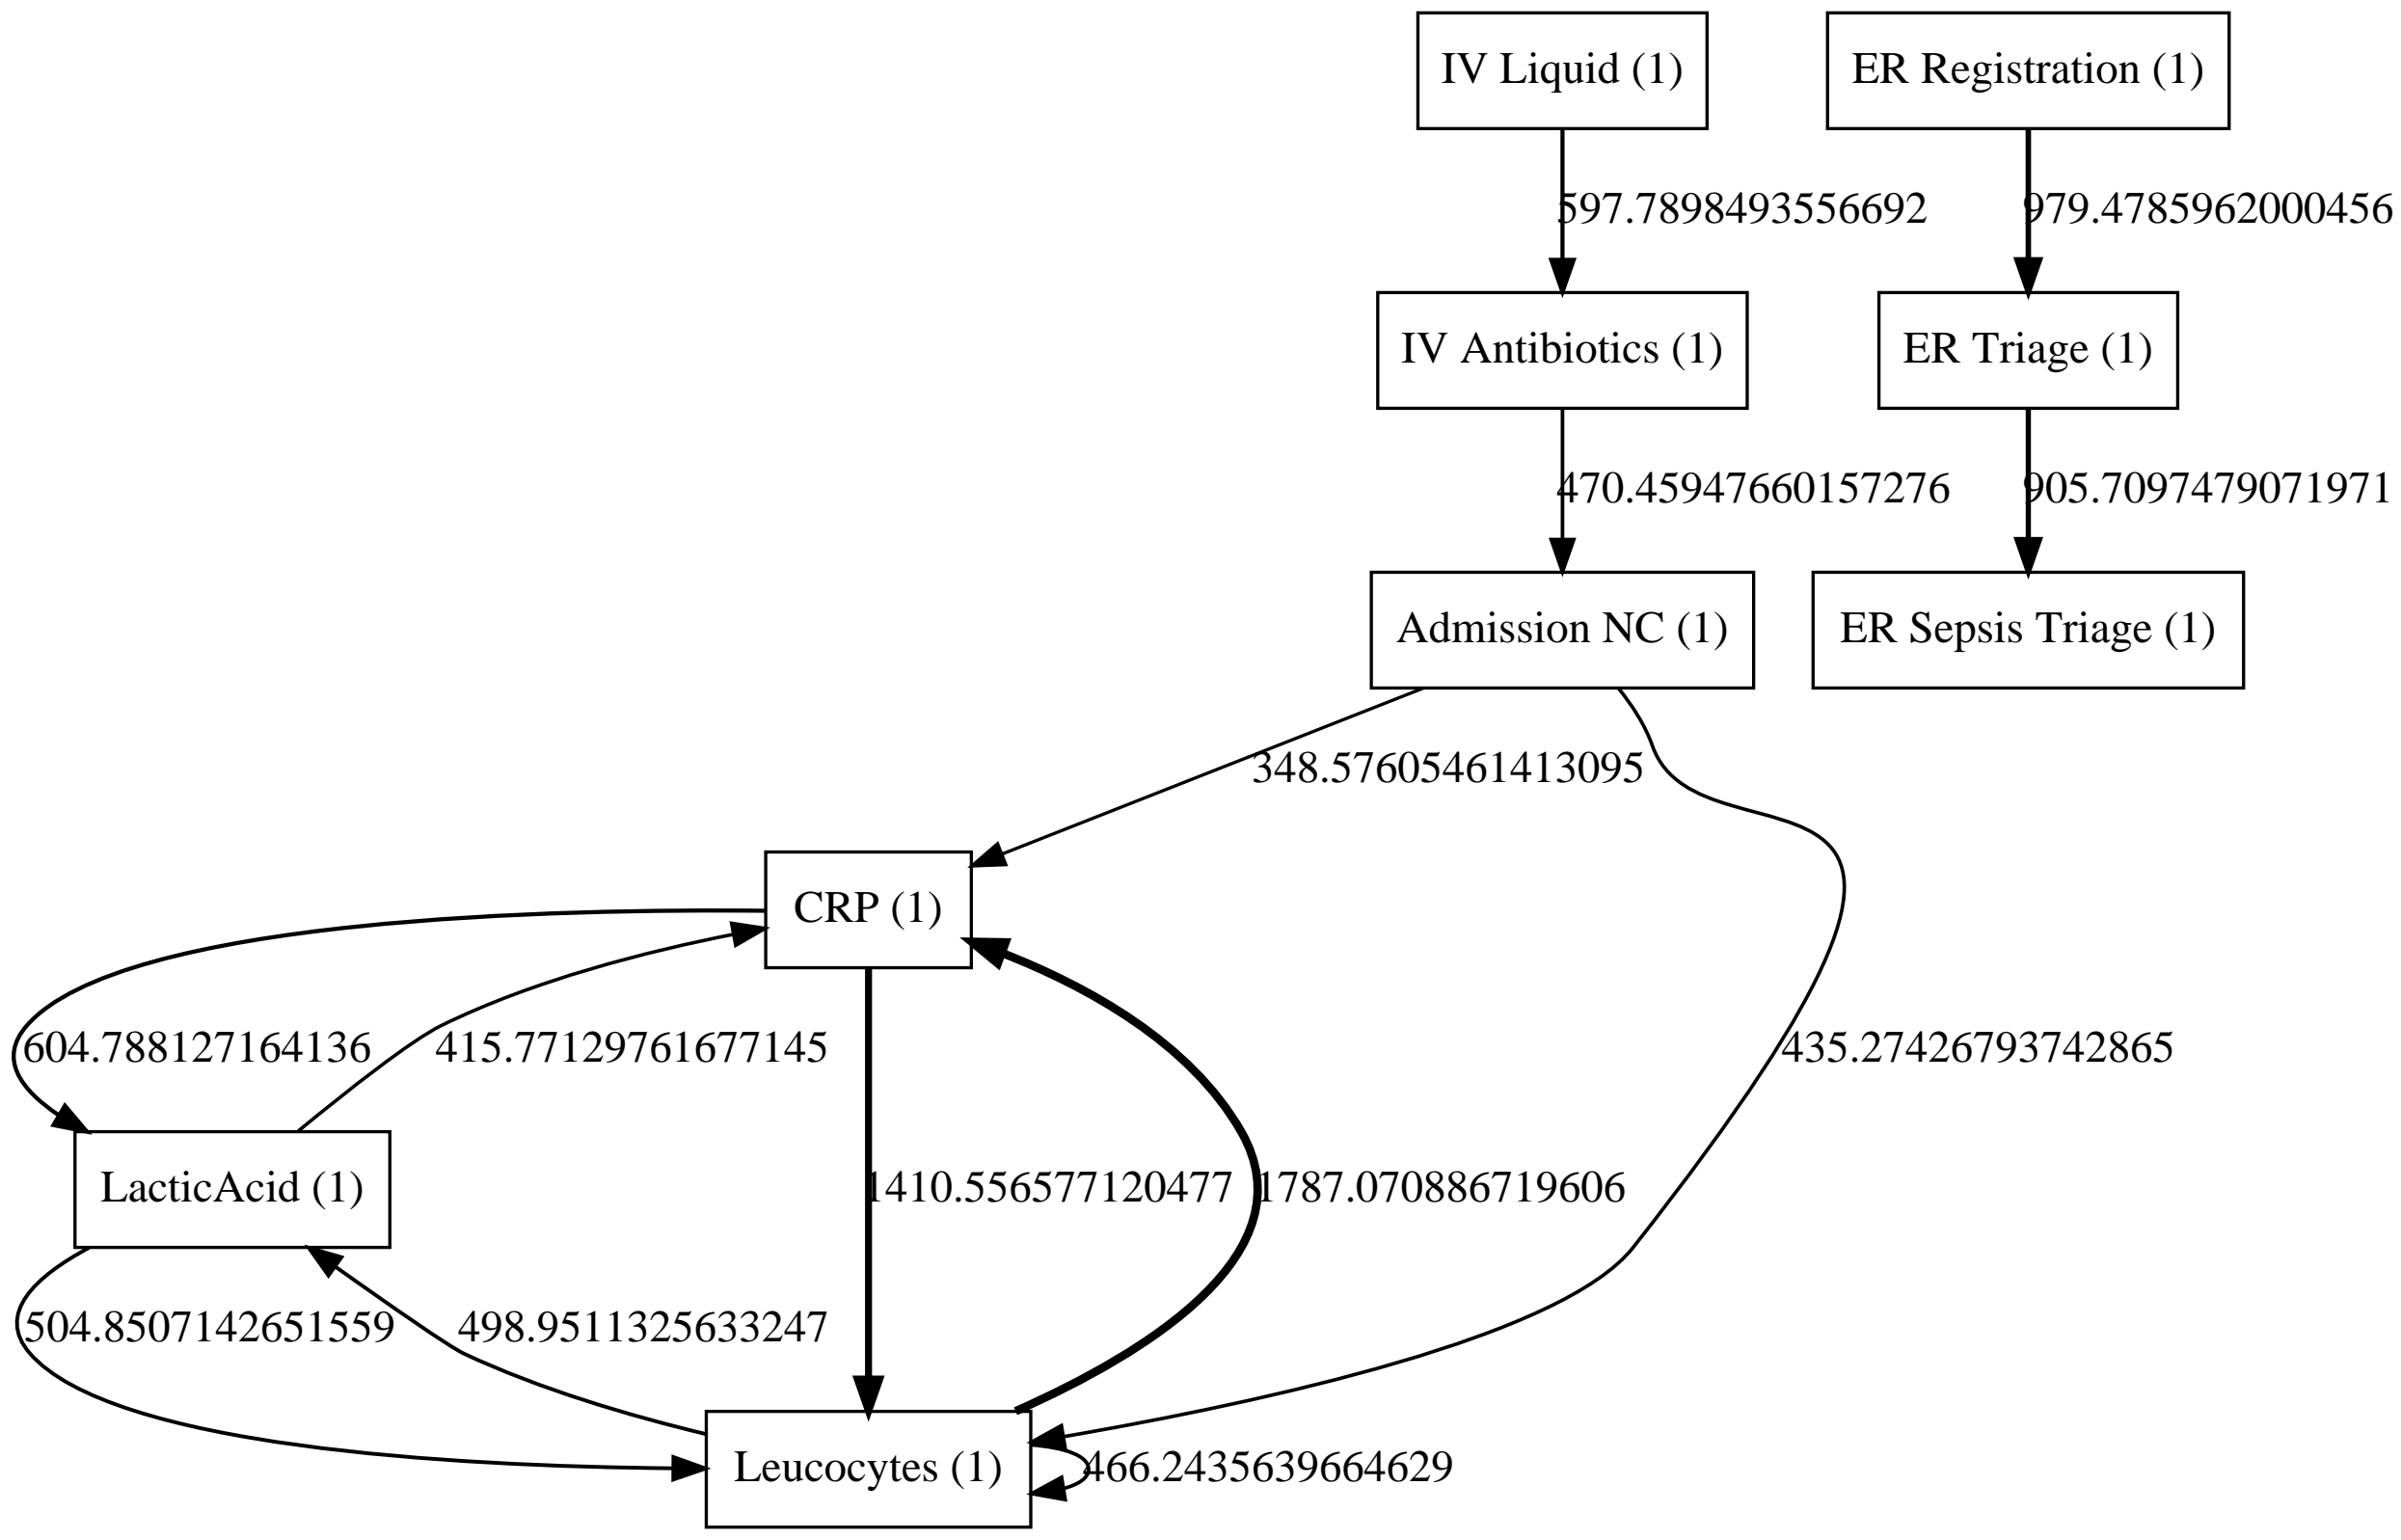 IV Liquid (1)
ER Registration (1)
597.7898493556692
979.4785962000456
IV Antibiotics (1)
ER Triage (1)
470.45947660157276
905.7097479071971
Admission NC (1)
ER Sepsis Triage (1)
348.57605461413095
CRP (1)
604.788127164136
415.77129761677145
435.27426793742865
LacticAcid (1)
1410.556577120477
1787.070886719606
504.8507142651559
498.9511325633247
Leucocytes (1)
466.2435639664629